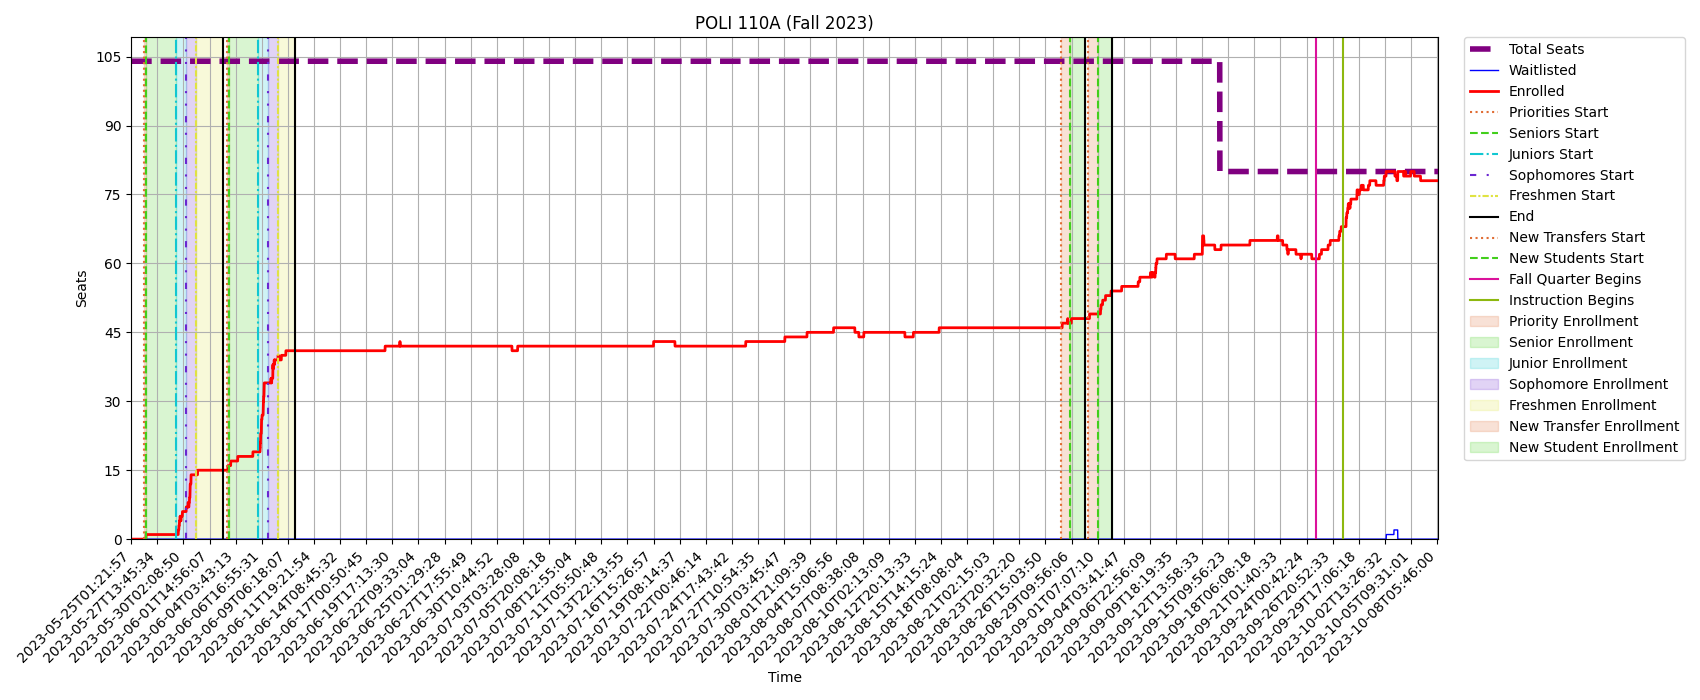 POLI 110A (Fall 2023)
Seats
105
90
75
60
45
30
15
0
2023-05-25T01:21:57
2023-05-27T13:45:34
2023-05-30T02:08:50
2023-06-01T14:56:07
2023-06-04T03:43:13
2023-06-06T16:55:31
2023-06-09T06:18:07
2023-06-11T19:21:54
2023-06-14T08:45:32
2023-06-17T00:50:45
2023-06-19T17:13:30
2023-06-22T09:33:04
2023-06-25T01:29:28
2023-06-27T17:55:49
2023-06-30T10:44:52
2023-07-03T03:28:08
2023-07-05T20:08:18
2023-07-08T12:55:04
2023-07-11T05:50:48
2023-07-13T22:13:55
2023-07-16T15:26:57
2023-07-19T08:14:37
2023-07-22T00:46:14
2023-07-24T17:43:42
2023-07-27T10:54:35
2023-07-30T03:45:47
2023-08-01T21:09:39
2023-08-04T15:06:56
2023-08-07T08:38:08
2023-08-10T02:13:09
2023-08-12T20:13:33
2023-08-15T14:15:24
2023-08-18T08:08:04
2023-08-21T02:15:03
2023-08-23T20:32:20
2023-08-26T15:03:50
2023-08-29T09:56:06
2023-09-01T07:07:10
2023-09-04T03:41:47
2023-09-06T22:56:09
2023-09-09T18:19:35
2023-09-12T13:58:33
2023-09-15T09:56:23
2023-09-18T06:08:18
2023-09-21T01:40:33
2023-09-24T00:42:24
2023-09-26T20:52:33
2023-09-29T17:06:18
2023-10-02T13:26:32
2023-10-05T09:31:01
2023-10-08T05:46:00
Time
Total Seats
Waitlisted
Enrolled
Priorities Start
Seniors Start
Juniors Start
Sophomores Start
Freshmen Start
End
New Transfers Start
New Students Start
Fall Quarter Begins
Instruction Begins
Priority Enrollment
Senior Enrollment
Junior Enrollment
Sophomore Enrollment
Freshmen Enrollment
New Transfer Enrollment
New Student Enrollment